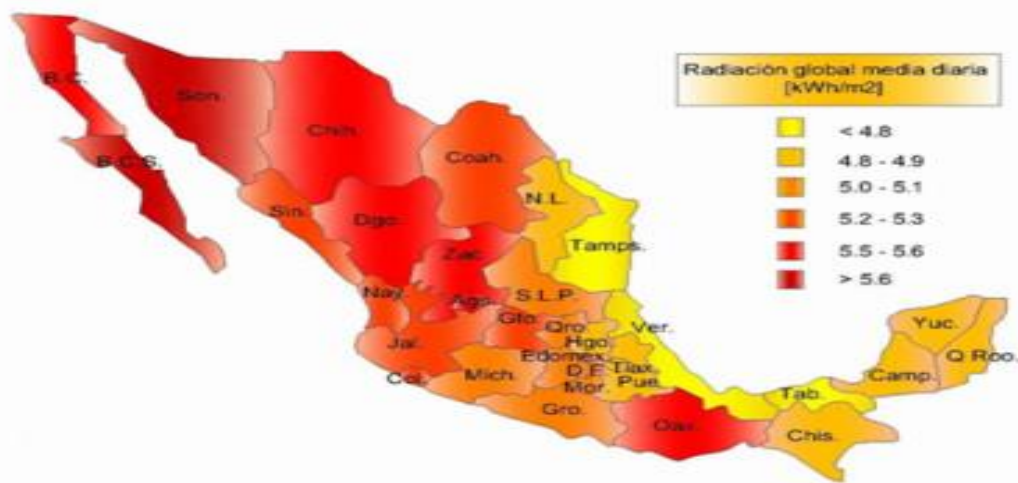 Radiación global media diaria
[kWh/m2]
< 4.8
4.8 - 4.9
5.0 - 5.1
5.2 - 5.3
5.5 - 5.6
> 5.6
B.C.
Son.
Chih.
B.C.S.
Coah.
Sin.
Dgo.
N.L.
Tamps.
Zac.
Nay.
Ags.
S.L.P.
Gto.
Qro.
Ver.
Jal.
Hgo.
Edomex.
Tlax.
Col.
Mich.
D.F.
Pue.
Mor.
Gro.
Oax.
Tab.
Chis.
Camp.
Yuc.
Q Roo.